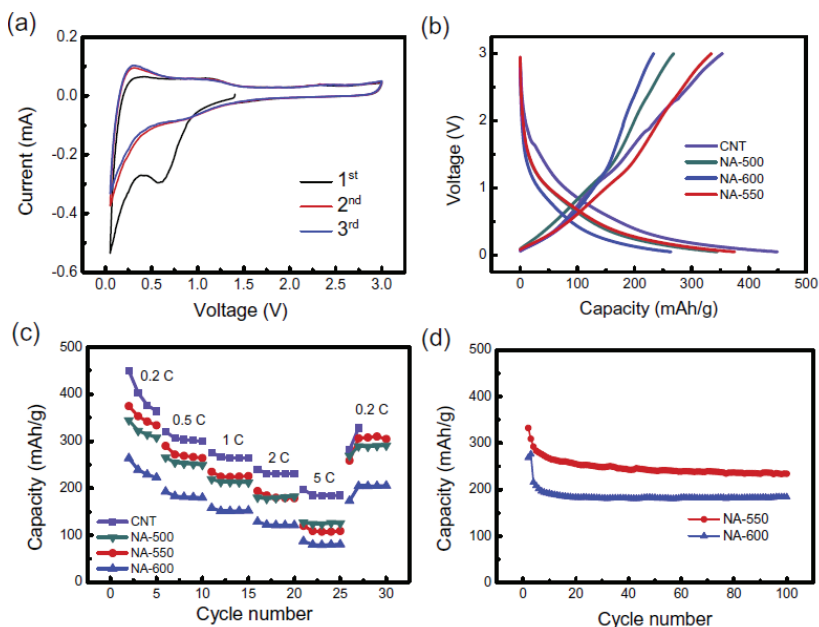 (a)
0.2
0.0
-0.2
-0.4
-0.6
Current (mA)
1st
2nd
3rd
0.0 0.5 1.0 1.5 2.0 2.5 3.0
Voltage (V)
(b)
3
2
1
0
Voltage (V)
CNT
NA-500
NA-600
NA-550
0 100 200 300 400 500
Capacity (mAh/g)
(c)
500
400
300
200
100
0
Capacity (mAh/g)
0.2 C
0.5 C
1 C
2 C
5 C
0.2 C
CNT
NA-500
NA-550
NA-600
0 5 10 15 20 25 30
Cycle number
(d)
500
400
300
200
100
0
Capacity (mAh/g)
NA-550
NA-600
0 20 40 60 80 100
Cycle number